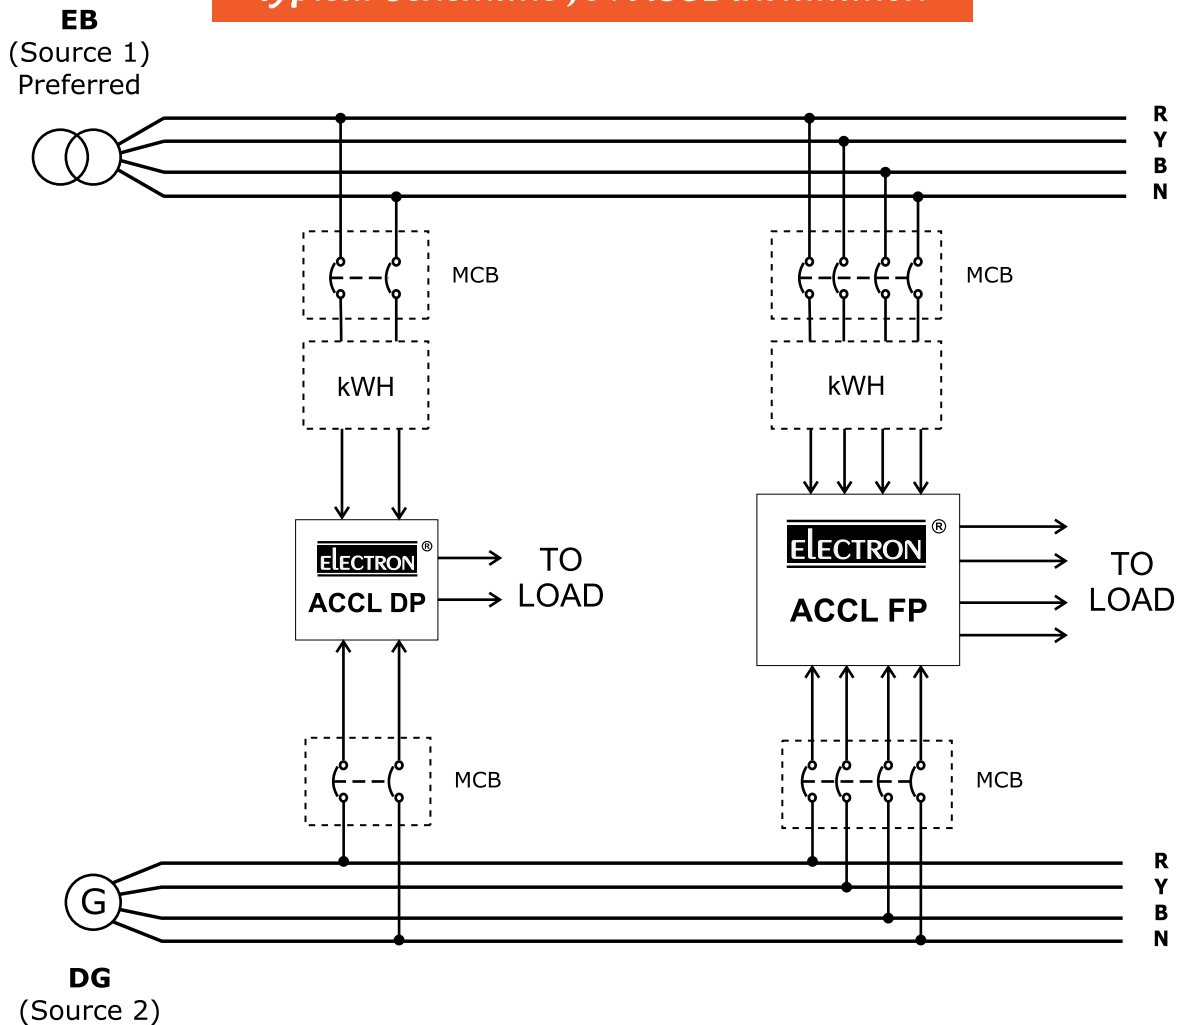 EB
(Source 1)
Preferred
R
Y
B
N
MCB
MCB
kWH
kWH
ELECTRON ®
ACCL DP
TO
LOAD
ELECTRON ®
ACCL FP
TO
LOAD
MCB
MCB
G
R
Y
B
N
DG
(Source 2)